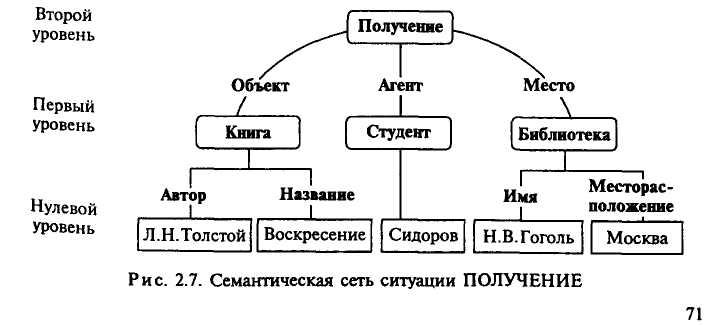 Второй
уровень
Получение
Объект
Агент
Место
Первый
уровень
Книга
Студент
Библиотека
Автор
Название
Имя
Месторас-
положение
Нулевой
уровень
Л.Н.Толстой
Воскресение
Сидоров
Н.В.Гоголь
Москва
Рис. 2.7. Семантическая сеть ситуации ПОЛУЧЕНИЕ
71